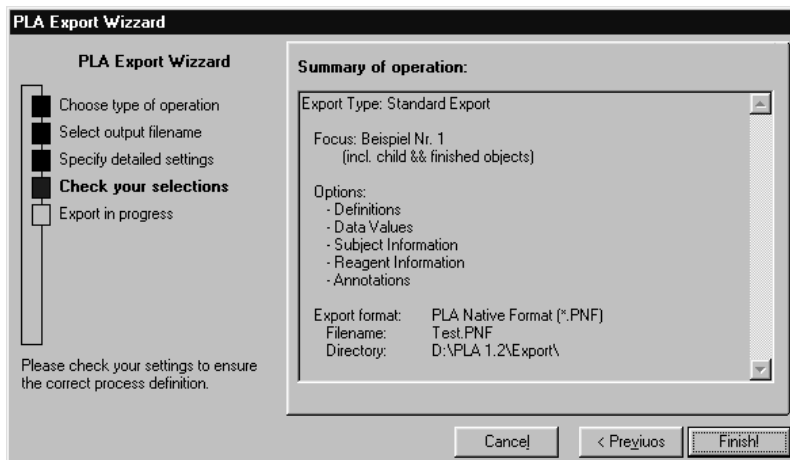 PLA Export Wizzard
PLA Export Wizzard
Choose type of operation
Select output filename
Specify detailed settings
Check your selections
Export in progress
Please check your settings to ensure
the correct process definition.
Summary of operation:
Export Type: Standard Export
Focus: Beispiel Nr. 1
(incl. child && finished objects)
Options:
- Definitions
- Data Values
- Subject Information
- Reagent Information
- Annotations
Export format: PLA Native Format (*.PNF)
Filename: Test.PNF
Directory: D:\PLA 1.2\Export\
Cancel
< Previuos
Finish!